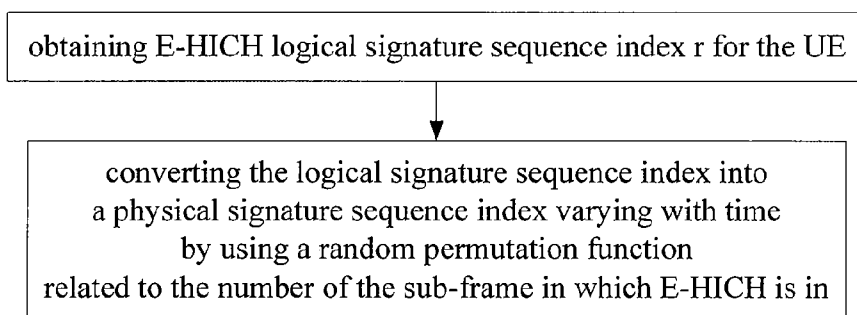 obtaining E-HICH logical signature sequence index r for the UE
converting the logical signature sequence index into
a physical signature sequence index varying with time
by using a random permutation function
related to the number of the sub-frame in which E-HICH is in